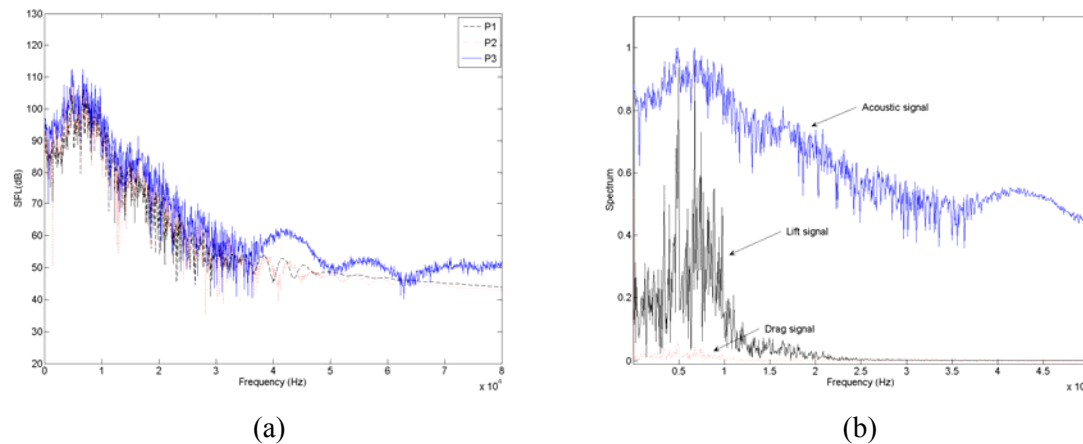 130
120
110
100
90
80
70
60
50
40
30
20
SPL(dB)
P1
P2
P3
0
1
2
3
4
5
6
7
8
Frequency (Hz)
x 10⁴
(a)
1
0.8
0.6
0.4
0.2
0
Spectrum
Acoustic signal
Lift signal
Drag signal
0.5
1
1.5
2
2.5
3
3.5
4
4.5
Frequency (Hz)
x 10
(b)